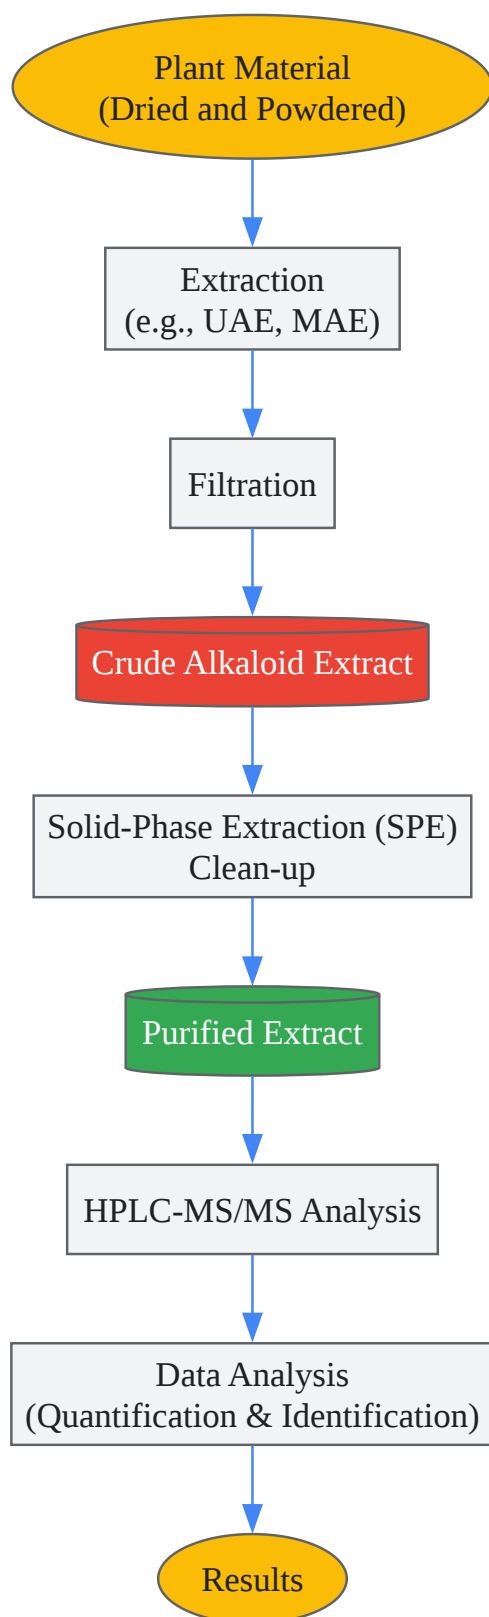 Plant Material
(Dried and Powdered)
Extraction
(e.g., UAE, MAE)
Filtration
Crude Alkaloid Extract
Solid-Phase Extraction (SPE)
Clean-up
Purified Extract
HPLC-MS/MS Analysis
Data Analysis
(Quantification & Identification)
Results